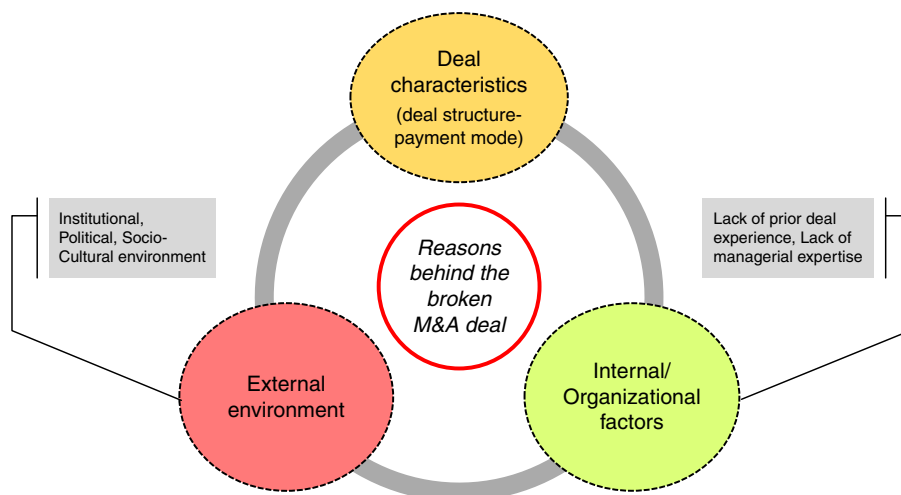 Deal
characteristics
(deal structure-
payment mode)
Institutional,
Political, Socio-
Cultural environment
Lack of prior deal
experience, Lack of
managerial expertise
Reasons
behind the
broken
M&A deal
External
environment
Internal/
Organizational
factors